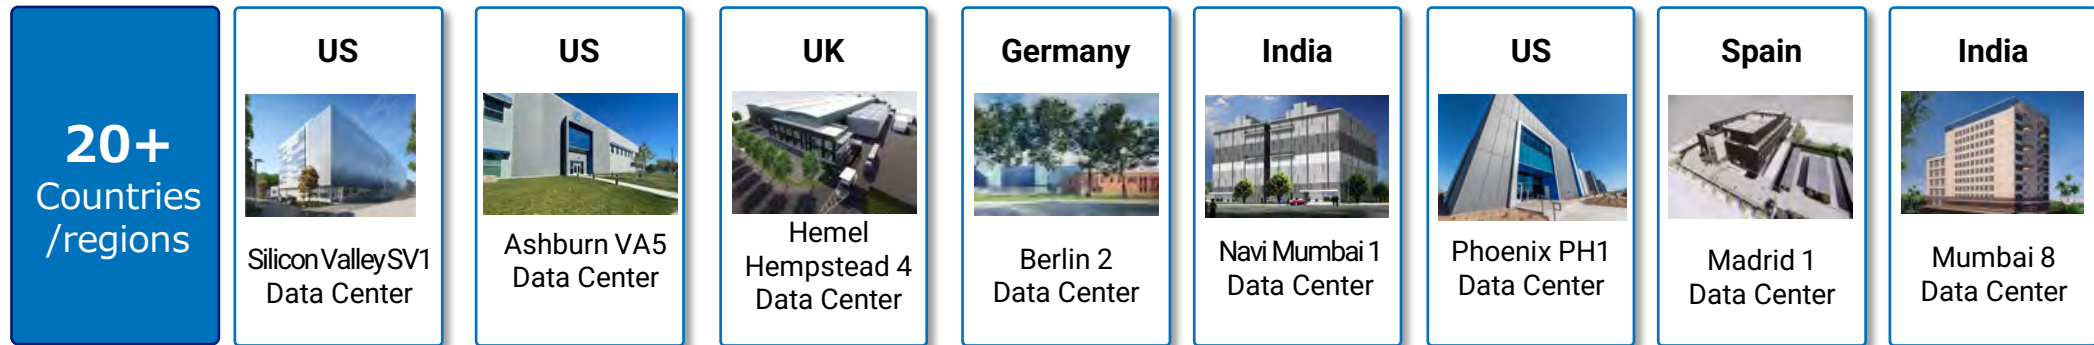 20+
Countries
/regions
US
Silicon Valley SV1
Data Center
US
Ashburn VA5
Data Center
UK
Hemel
Hempstead 4
Data Center
Germany
Berlin 2
Data Center
India
Navi Mumbai 1
Data Center
US
Phoenix PH1
Data Center
Spain
Madrid 1
Data Center
India
Mumbai 8
Data Center